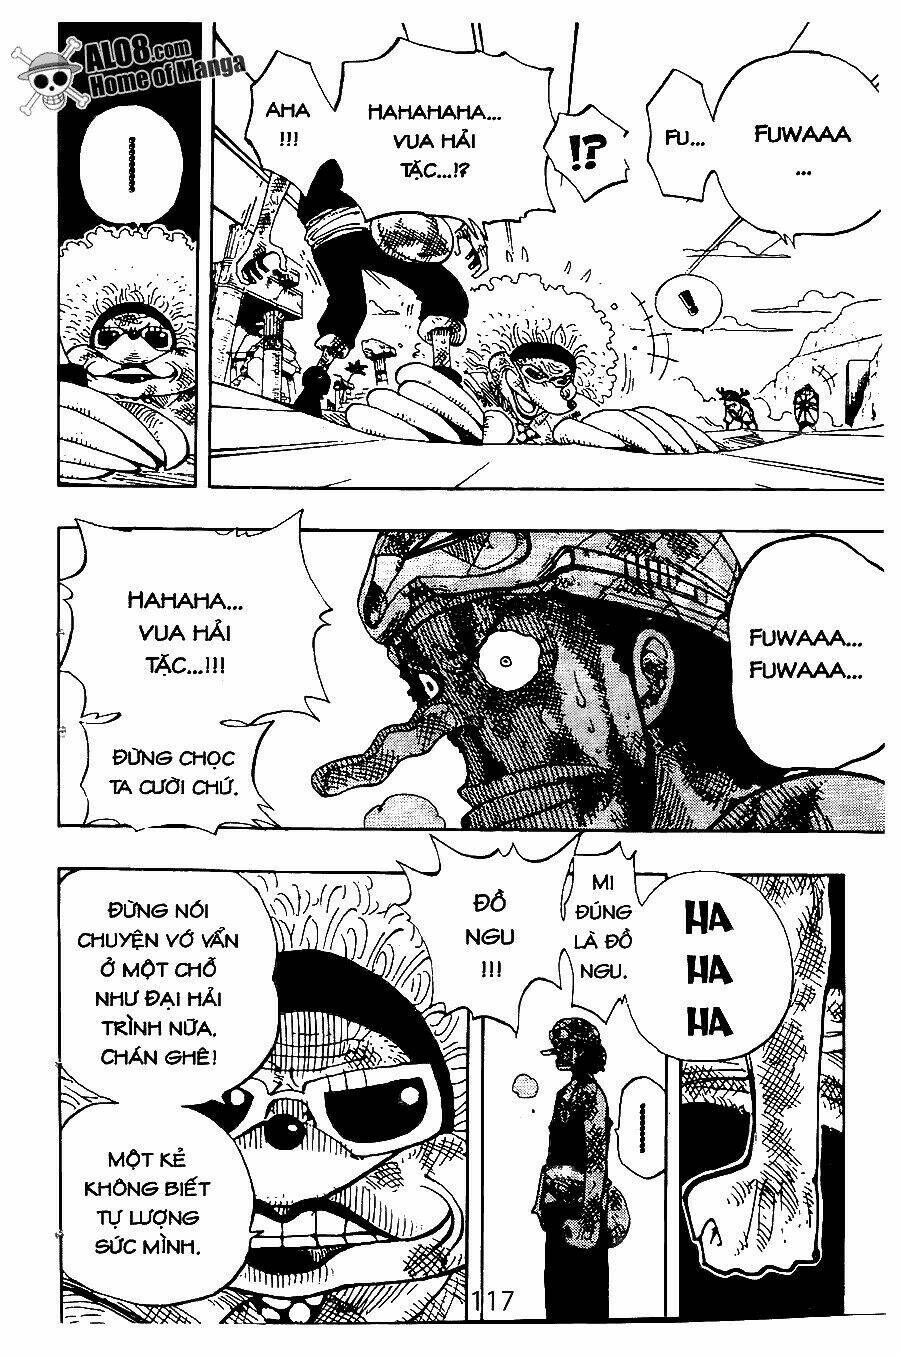 AL08.com
Home of Manga
FUWAAA
...
FU...
!?
HAHAHAHA...
VUA HẢI
TẶC...!?
AHA
!!!
!
.........
FUWAAA...
FUWAAA...
HAHAHA...
VUA HẢI
TẶC...!!!
ĐỪNG CHỌC
TA CƯỜI CHỨ.
HA
HA
HA
MI
ĐÚNG
LÀ ĐỒ
NGU.
.........
ĐỒ
NGU
!!!
ĐỪNG NÓI
CHUYỆN VỚ VẨN
Ở MỘT CHỖ
NHƯ ĐẠI HẢI
TRÌNH NỮA.
CHÁN GHÊ!
MỘT KẺ
KHÔNG BIẾT
TỰ LƯỢNG
SỨC MÌNH.
117